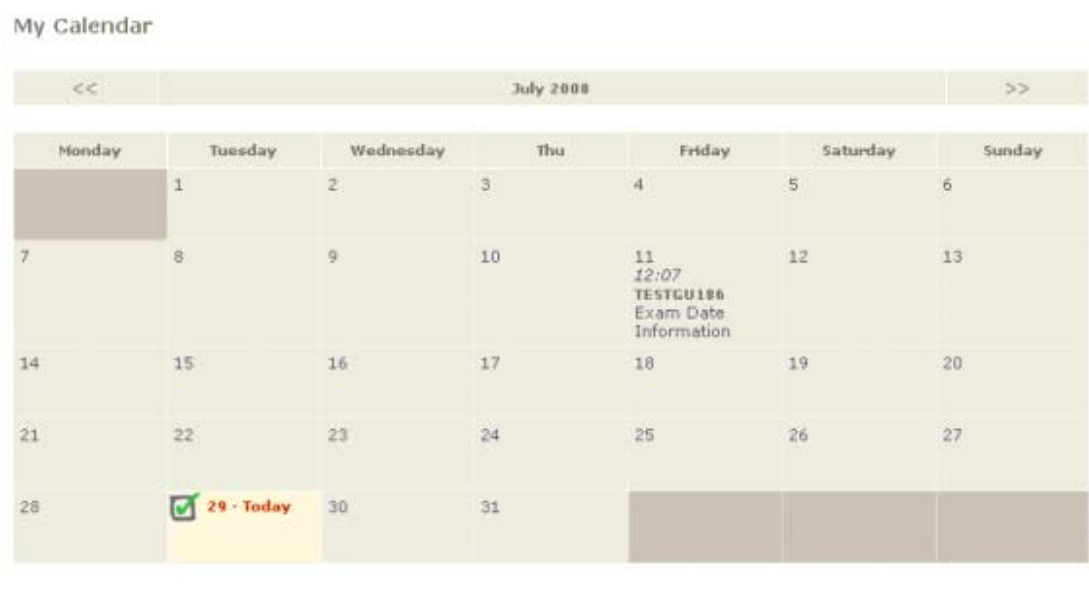 My Calendar
<< July 2008 >>
Monday Tuesday Wednesday Thu Friday Saturday Sunday
1 2 3 4 5 6
7 8 9 10 11 12 13
12:07
TESTGU186
Exam Date
Information
14 15 16 17 18 19 20
21 22 23 24 25 26 27
28 29 - Today 30 31